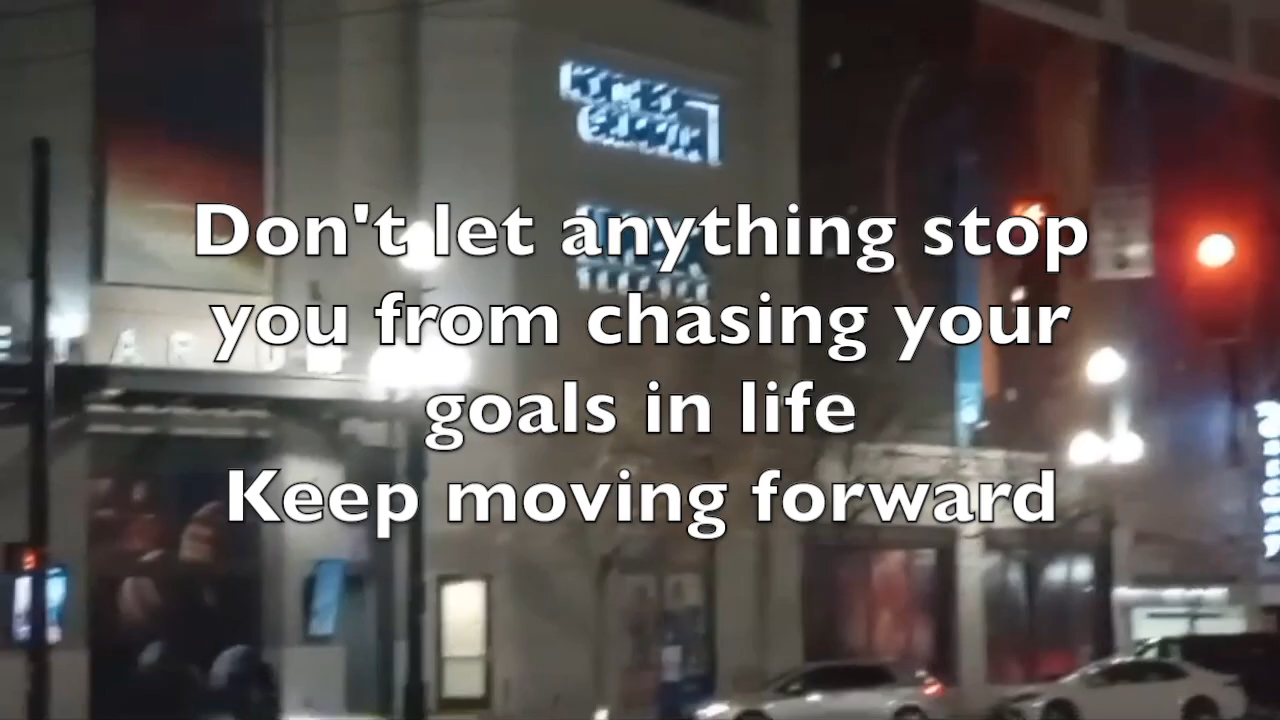 Don't let anything stop
you from chasing your
goals in life
Keep moving forward